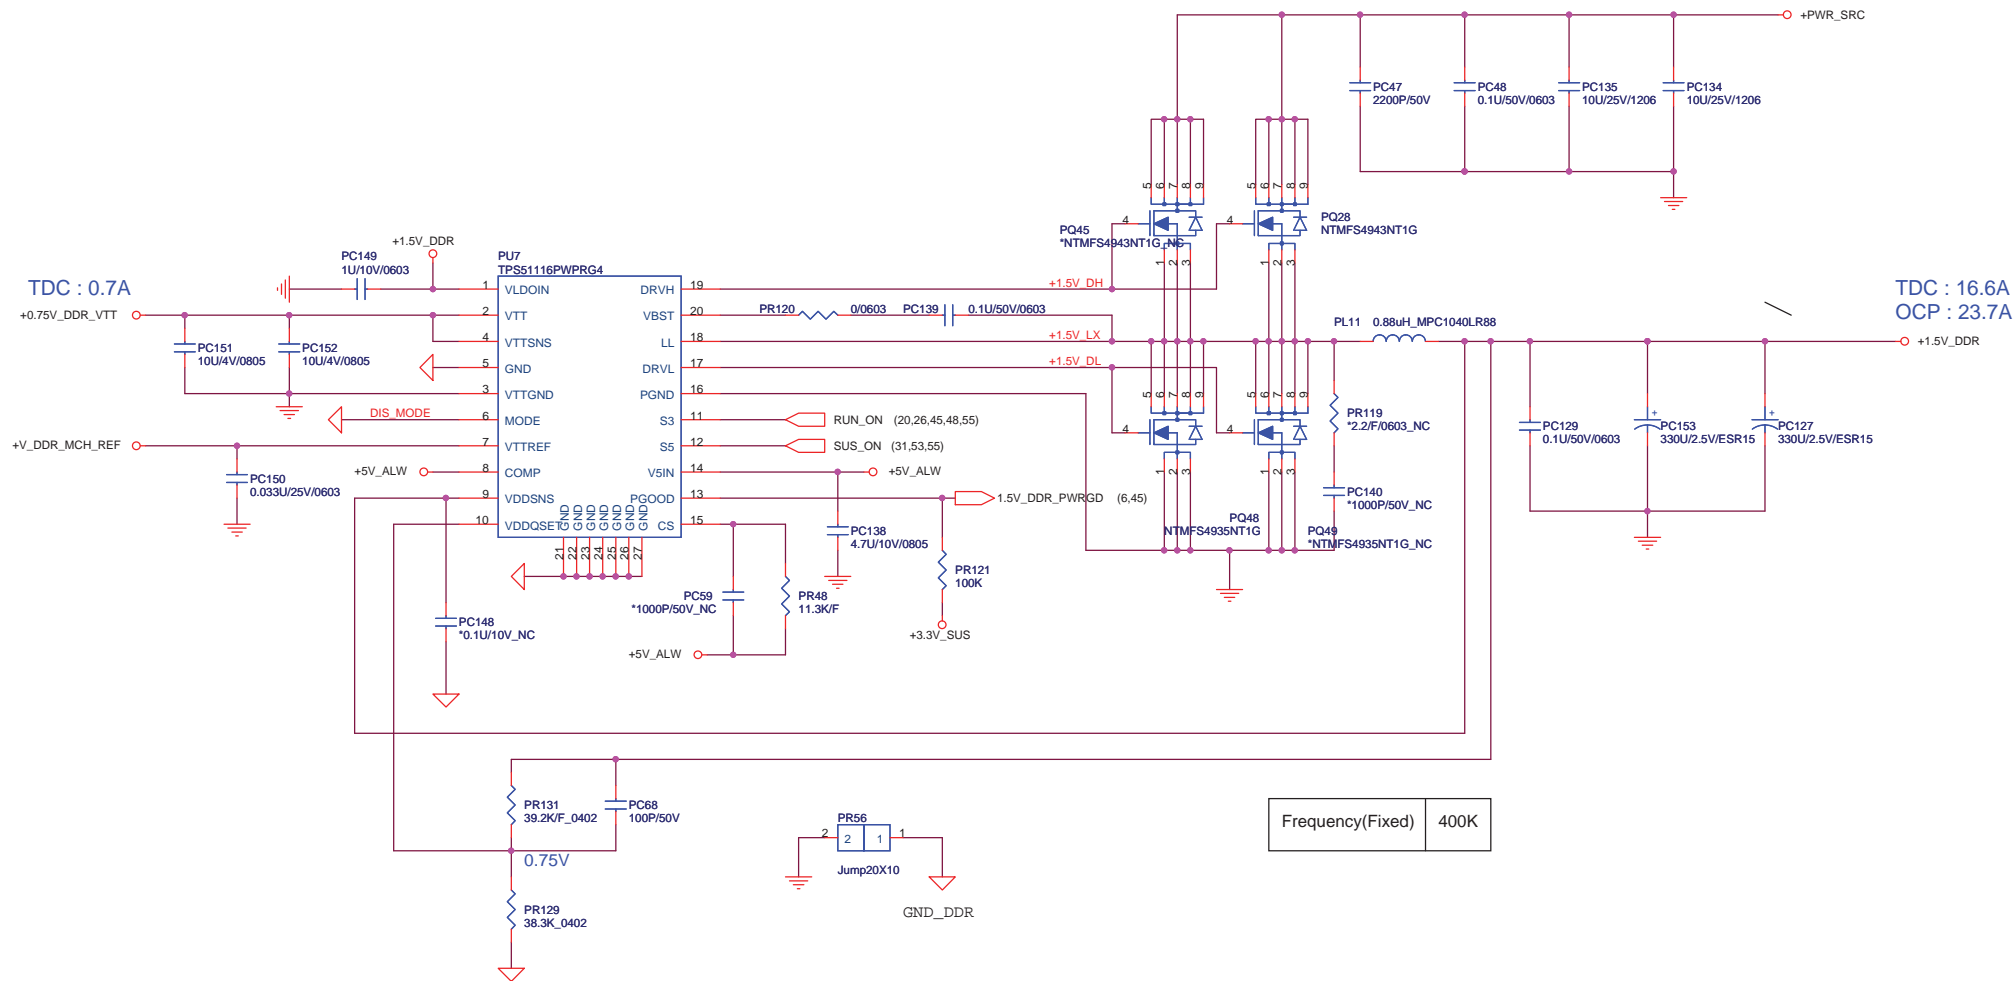 +PWR_SRC
PC47
2200P/50V
PC48
0.1U/50V/0603
PC135
10U/25V/1206
PC134
10U/25V/1206
5 6 7 8 9
5 6 7 8 9
4
PQ45
*NTMFS4943NT1G_NC
4
PQ28
NTMFS4943NT1G
1 2 3
1 2 3
+1.5V_DDR
PC149
1U/10V/0603
PU7
TPS51116PWPRG4
TDC : 0.7A
+0.75V_DDR_VTT
PC151
10U/4V/0805
PC152
10U/4V/0805
DIS_MODE
+V_DDR_MCH_REF
PC150
0.033U/25V/0603
+5V_ALW
1 VLDOIN
2 VTT
4 VTTSNS
5 GND
3 VTTGND
6 MODE
7 VTTREF
8 COMP
9 VDDSNS
10 VDDQSET
DRVH 19
VBST 20
LL 18
DRVL 17
PGND 16
S3 11
S5 12
V5IN 14
PGOOD 13
CS 15
GND GND GND GND GND GND GND
21 22 23 24 25 26 27
+1.5V_DH
PR120
0/0603
PC139
0.1U/50V/0603
+1.5V_LX
+1.5V_DL
RUN_ON (20,26,45,48,55)
SUS_ON (31,53,55)
+5V_ALW
1.5V_DDR_PWRGD (6,45)
PC138
4.7U/10V/0805
PR121
100K
+3.3V_SUS
PC59
*1000P/50V_NC
PR48
11.3K/F
+5V_ALW
PC148
*0.1U/10V_NC
5 6 7 8 9
5 6 7 8 9
4
4
1 2 3
1 2 3
PQ48
NTMFS4935NT1G
PQ49
*NTMFS4935NT1G_NC
PL11
0.88uH_MPC1040LR88
PR119
*2.2/F/0603_NC
PC140
*1000P/50V_NC
TDC : 16.6A
OCP : 23.7A
+1.5V_DDR
PC129
0.1U/50V/0603
+
PC153
330U/2.5V/ESR15
+
PC127
330U/2.5V/ESR15
PR131
39.2K/F_0402
PC68
100P/50V
0.75V
PR129
38.3K_0402
PR56
2 2 1 1
Jump20X10
GND_DDR
Frequency(Fixed) 400K